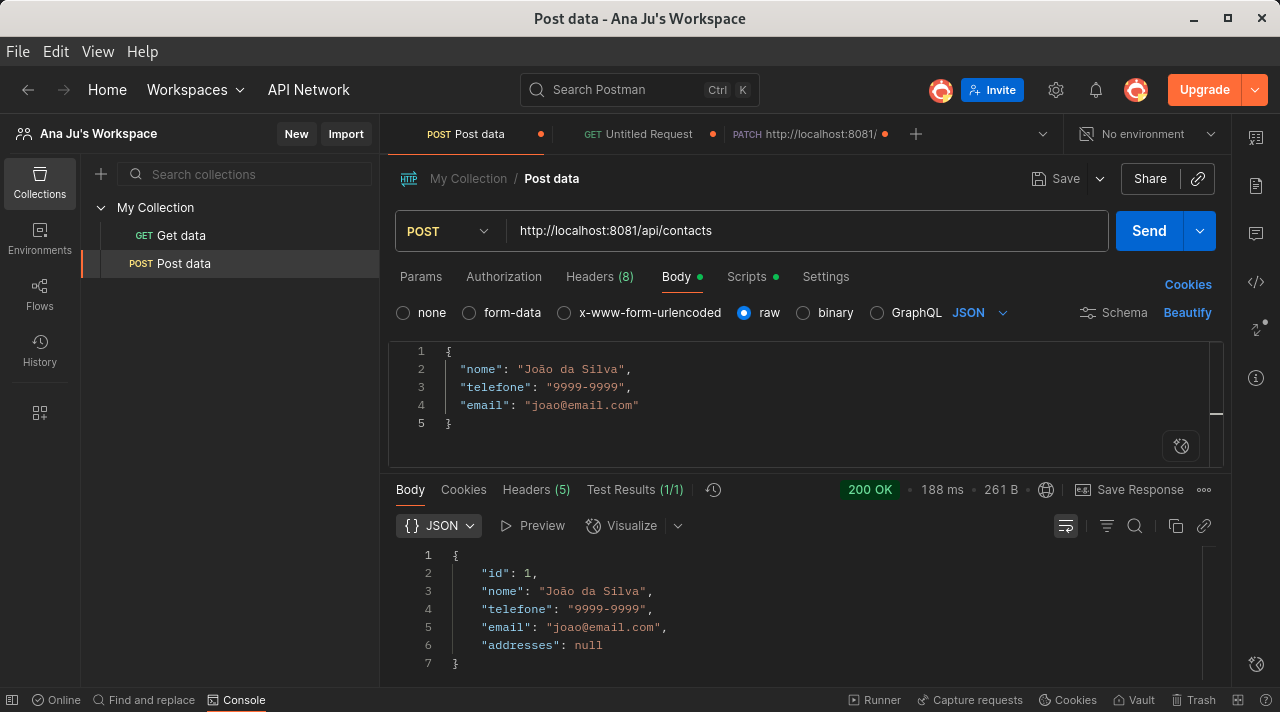 Post data - Ana Ju's Workspace
File Edit View Help
Home Workspaces API Network Search Postman Ctrl K Invite Upgrade
Ana Ju's Workspace New Import POST Post data GET Untitled Request PATCH http://localhost:8081/ No environment
Collections
Environments
Flows
History
Search collections
My Collection
GET Get data
POST Post data
HTTP My Collection / Post data Save Share
POST http://localhost:8081/api/contacts Send
Params Authorization Headers (8) Body Scripts Settings Cookies
none form-data x-www-form-urlencoded raw binary GraphQL JSON Schema Beautify
1 {
2 "nome": "João da Silva",
3 "telefone": "9999-9999",
4 "email": "joao@email.com"
5 }
Body Cookies Headers (5) Test Results (1/1) 200 OK • 188 ms • 261 B Save Response
{} JSON Preview Visualize
1 {
2 "id": 1,
3 "nome": "João da Silva",
4 "telefone": "9999-9999",
5 "email": "joao@email.com",
6 "addresses": null
7 }
Online Find and replace Console Runner Capture requests Cookies Vault Trash